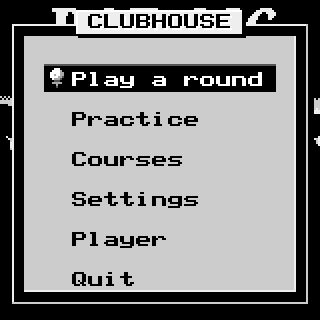 CLUBHOUSE
Play a round
Practice
Courses
Settings
Player
Quit